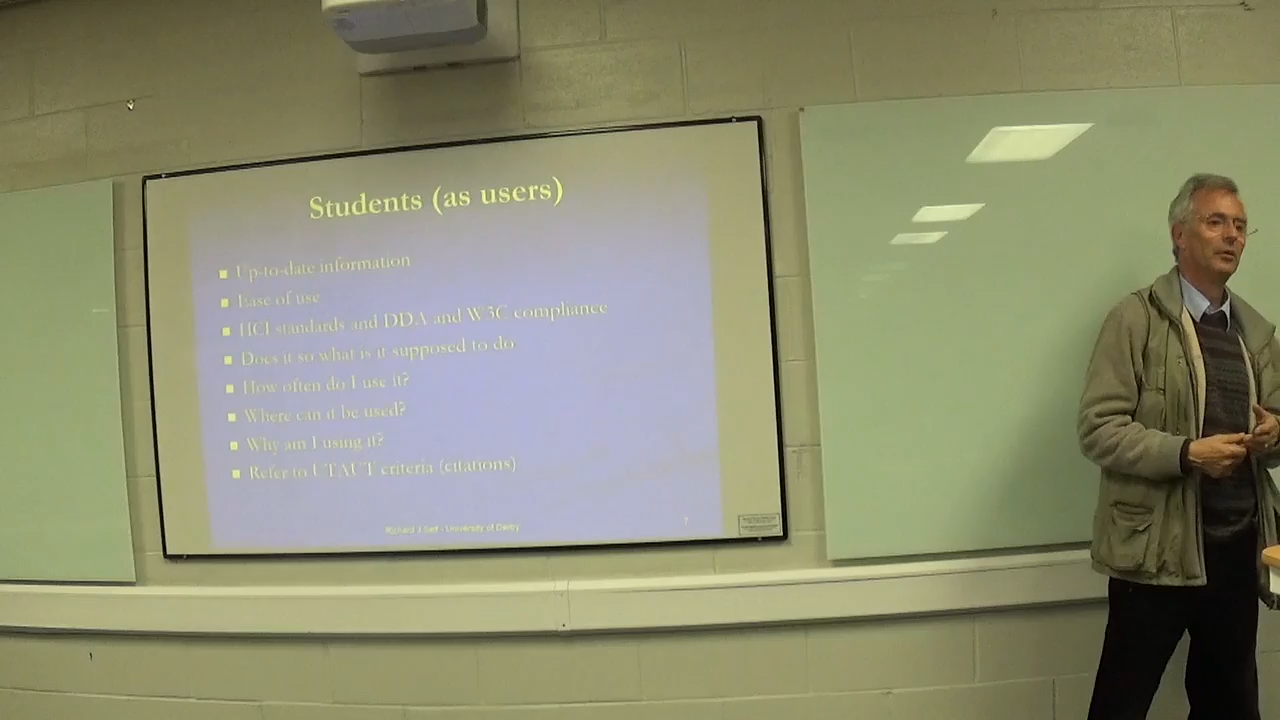 Students (as users)
Up-to-date information
Ease of use
HCI standards and DDA and W3C compliance
Does it so what is it supposed to do
How often do I use it?
Where can it be used?
Why am I using it?
Refer to UTAUT criteria (citations)
Richard J Self - University of Derby
7